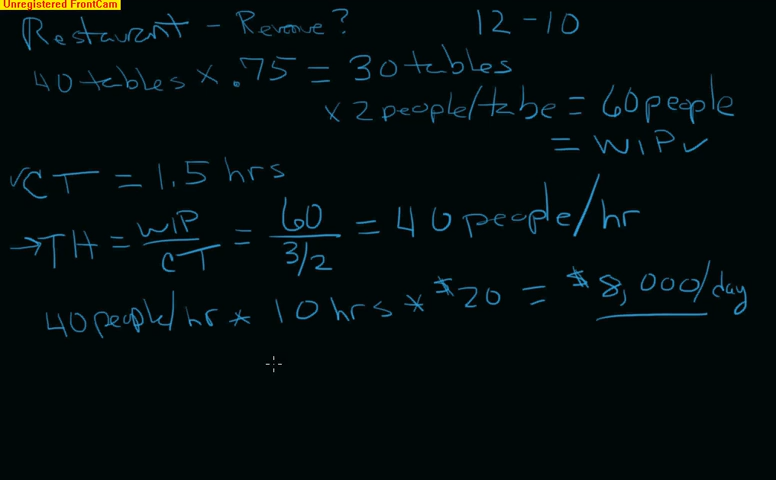 Unregistered FrontCam
Restaurant - Revenue? 12-10
40 tables × .75 = 30 tables
× 2 people/table = 60 people
= WIP ✓
✓CT = 1.5 hrs
→TH = WIP/CT = 60/3/2 = 40 people/hr
40 people/hr * 10 hrs * $20 = $8,000/day